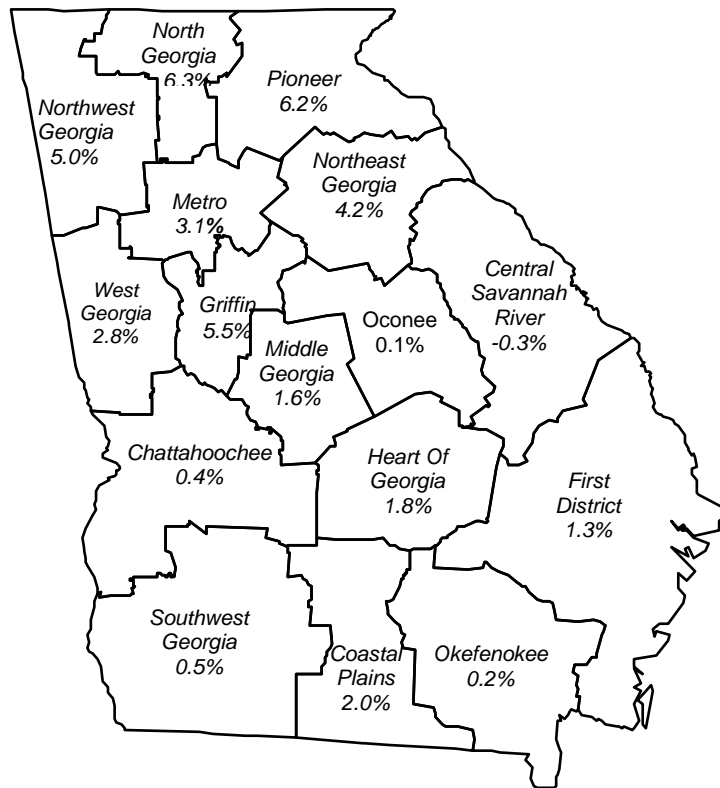 North
Georgia
6.3%
Pioneer
6.2%
Northwest
Georgia
5.0%
Northeast
Georgia
4.2%
Metro
3.1%
Central
Savannah
River
-0.3%
West
Georgia
2.8%
Griffin
5.5%
Oconee
0.1%
Middle
Georgia
1.6%
Chattahoochee
0.4%
Heart Of
Georgia
1.8%
First
District
1.3%
Southwest
Georgia
0.5%
Coastal
Plains
2.0%
Okefenokee
0.2%